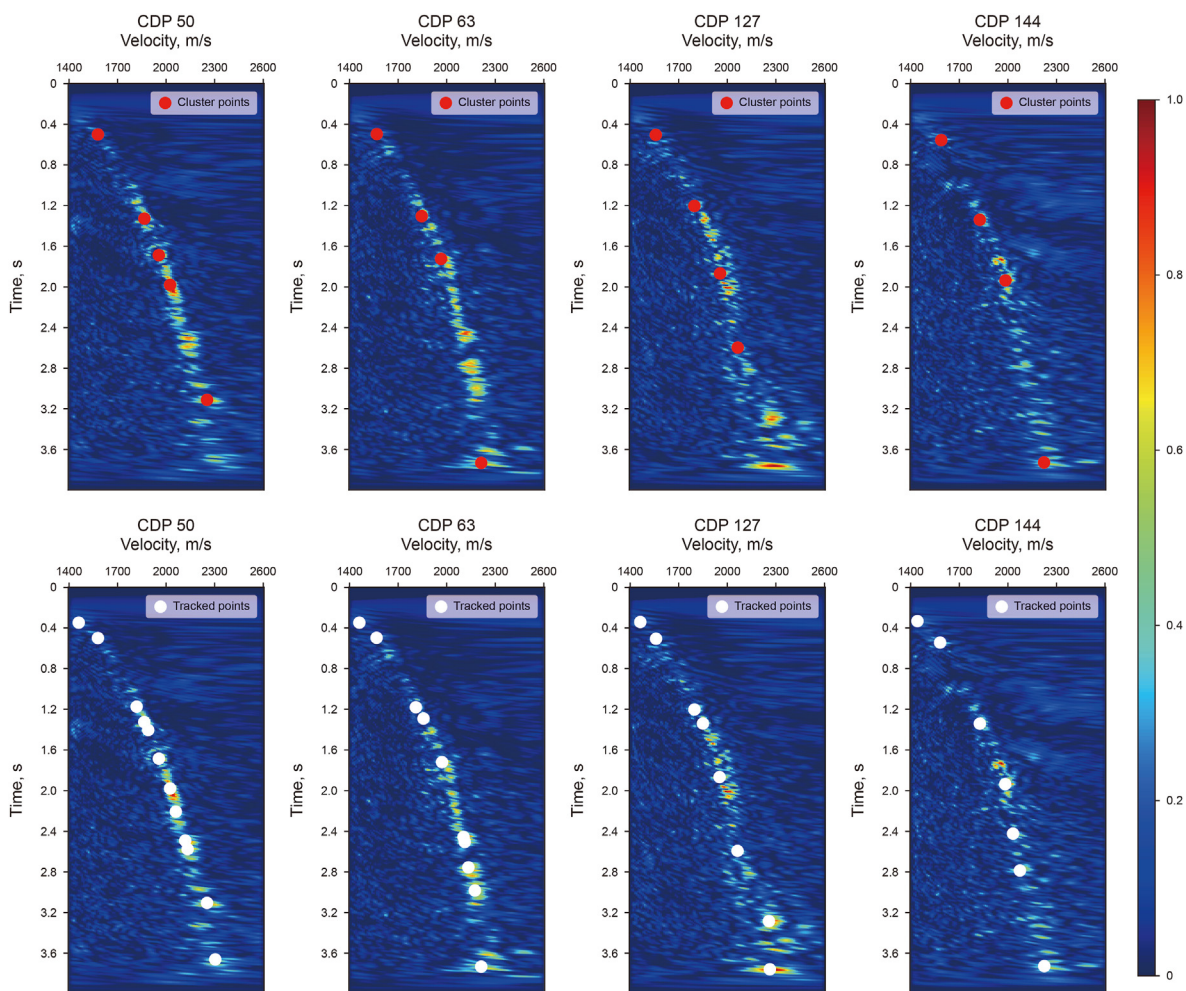 CDP 50
Velocity, m/s
1400 1700 2000 2300 2600
CDP 63
Velocity, m/s
1400 1700 2000 2300 2600
CDP 127
Velocity, m/s
1400 1700 2000 2300 2600
CDP 144
Velocity, m/s
1400 1700 2000 2300 2600
Time, s
0
0.4
0.8
1.2
1.6
2.0
2.4
2.8
3.2
3.6
Cluster points
Time, s
0
0.4
0.8
1.2
1.6
2.0
2.4
2.8
3.2
3.6
Cluster points
Time, s
0
0.4
0.8
1.2
1.6
2.0
2.4
2.8
3.2
3.6
Cluster points
Time, s
0
0.4
0.8
1.2
1.6
2.0
2.4
2.8
3.2
3.6
Cluster points
CDP 50
Velocity, m/s
1400 1700 2000 2300 2600
CDP 63
Velocity, m/s
1400 1700 2000 2300 2600
CDP 127
Velocity, m/s
1400 1700 2000 2300 2600
CDP 144
Velocity, m/s
1400 1700 2000 2300 2600
Time, s
0
0.4
0.8
1.2
1.6
2.0
2.4
2.8
3.2
3.6
Tracked points
Time, s
0
0.4
0.8
1.2
1.6
2.0
2.4
2.8
3.2
3.6
Tracked points
Time, s
0
0.4
0.8
1.2
1.6
2.0
2.4
2.8
3.2
3.6
Tracked points
Time, s
0
0.4
0.8
1.2
1.6
2.0
2.4
2.8
3.2
3.6
Tracked points
1.0
0.8
0.6
0.4
0.2
0